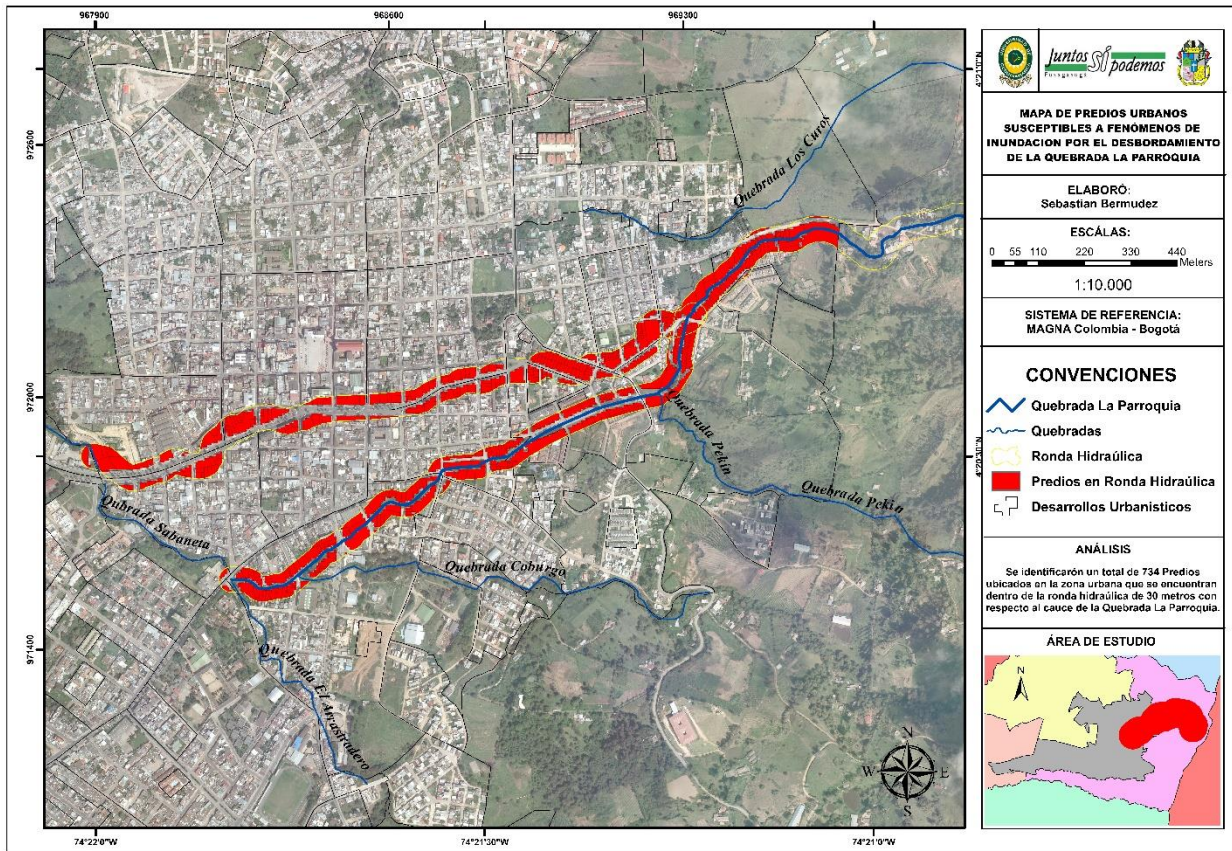 967900
968600
969300
4°21'0"N
972600
972000
4°20'30"N
971400
74°22'0"W
74°21'30"W
74°21'0"W
Quebrada Los Curos
Quebrada Pekín
Quebrada Pekín
Qubrada Sabaneta
Quebrada Coburgo
Quebrada El Arrastradero
N
W E
S
Juntos SÍ podemos
Fusagasugá
MAPA DE PREDIOS URBANOS
SUSCEPTIBLES A FENÓMENOS DE
INUNDACION POR EL DESBORDAMIENTO
DE LA QUEBRADA LA PARROQUIA
ELABORÓ:
Sebastian Bermudez
ESCÁLAS:
0 55 110 220 330 440
Meters
1:10.000
SISTEMA DE REFERENCIA:
MAGNA Colombia - Bogotá
CONVENCIONES
Quebrada La Parroquia
Quebradas
Ronda Hidraúlica
Predios en Ronda Hidraúlica
Desarrollos Urbanisticos
ANÁLISIS
Se identificarón un total de 734 Predios
ubicados en la zona urbana que se encuentran
dentro de la ronda hidraúlica de 30 metros con
respecto al cauce de la Quebrada La Parroquia.
ÁREA DE ESTUDIO
N